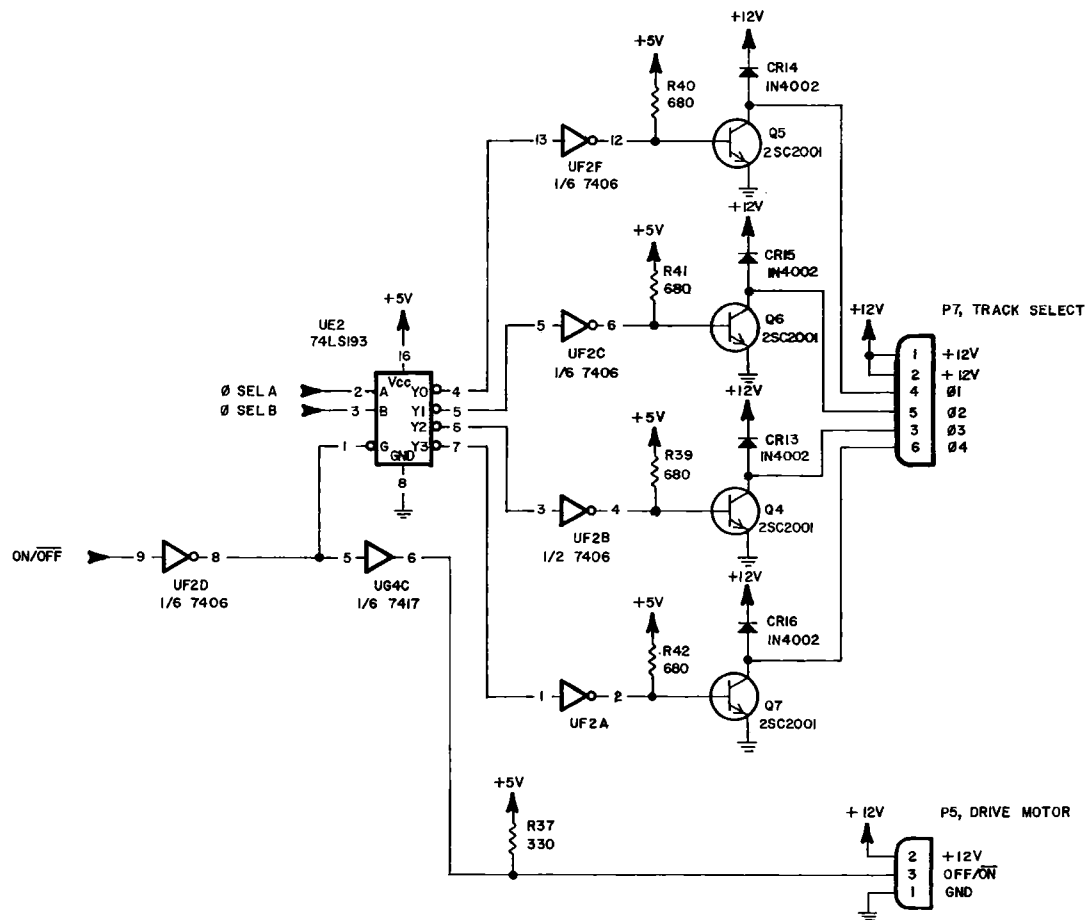 +12V
+5V
CR14
1N4002
R40
680
13
12
UF2F
1/6 7406
Q5
2SC2001
+12V
+5V
CR15
1N4002
R41
680
5
6
UF2C
1/6 7406
Q6
2SC2001
+5V
UE2
74LS193
16
Vcc
Ø SEL A
2
A
Y0
4
Ø SEL B
3
B
Y1
5
Y2
6
1
G
Y3
7
GND
8
P7, TRACK SELECT
+12V
1
+12V
2
+12V
4
Ø1
5
Ø2
3
Ø3
6
Ø4
+12V
+5V
CR13
1N4002
R39
680
3
4
UF2B
1/2 7406
Q4
2SC2001
ON/OFF
9
8
UF2D
1/6 7406
5
6
UG4C
1/6 7417
+12V
+5V
CR16
1N4002
R42
680
1
2
UF2A
Q7
2SC2001
+5V
R37
330
+12V
P5, DRIVE MOTOR
2
+12V
3
OFF/ON
1
GND